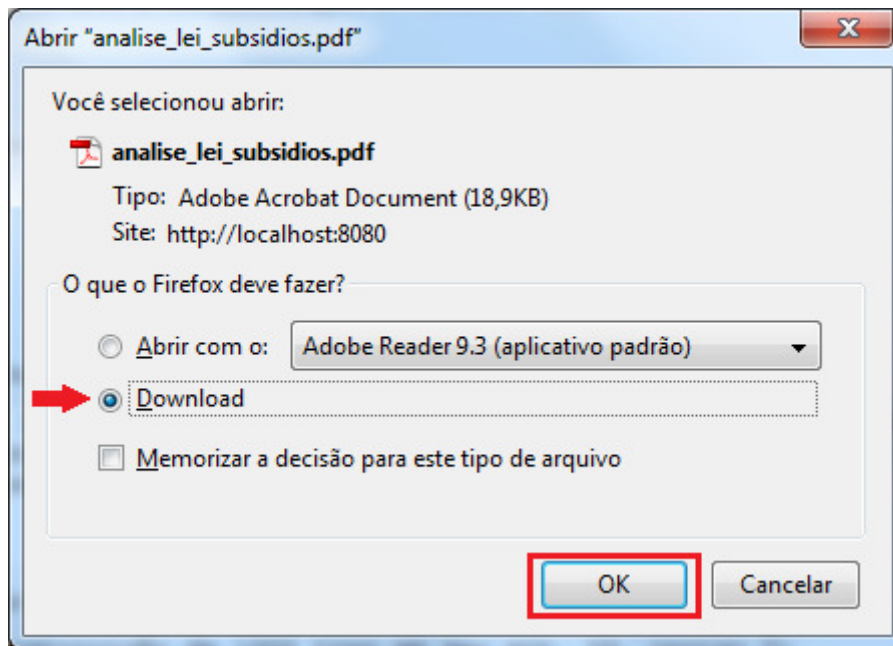 Abrir "analise_lei_subsidios.pdf"
Você selecionou abrir:
analise_lei_subsidios.pdf
Tipo: Adobe Acrobat Document (18,9KB)
Site: http://localhost:8080
O que o Firefox deve fazer?
Abrir com o: Adobe Reader 9.3 (aplicativo padrão)
Download
Memorizar a decisão para este tipo de arquivo
OK Cancelar